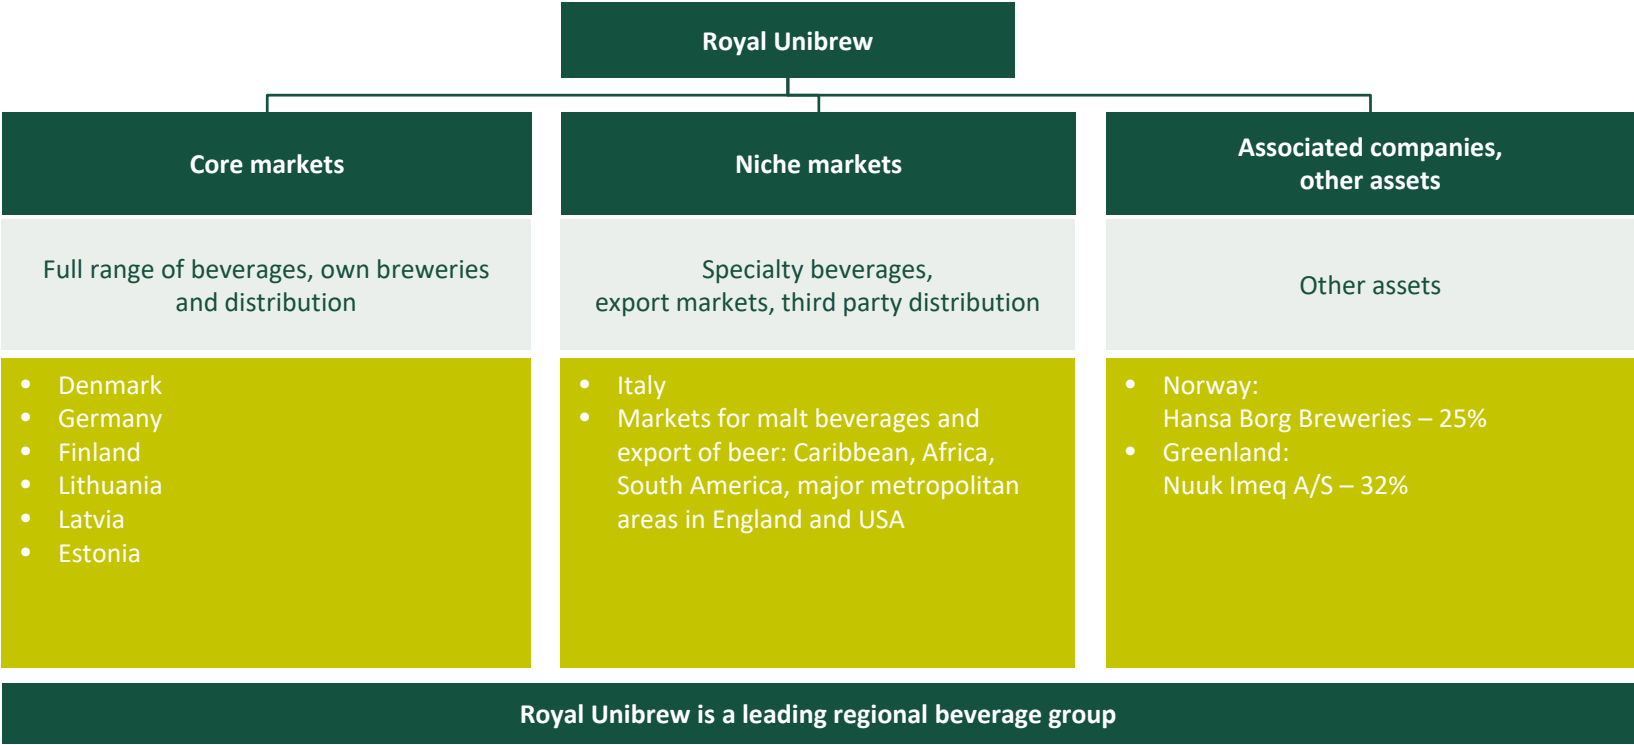 Royal Unibrew
Core markets
Niche markets
Associated companies,
other assets
Full range of beverages, own breweries
and distribution
Specialty beverages,
export markets, third party distribution
Other assets
• Denmark
• Germany
• Finland
• Lithuania
• Latvia
• Estonia
• Italy
• Markets for malt beverages and
export of beer: Caribbean, Africa,
South America, major metropolitan
areas in England and USA
• Norway:
Hansa Borg Breweries – 25%
• Greenland:
Nuuk Imeq A/S – 32%
Royal Unibrew is a leading regional beverage group